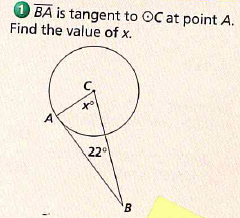 1 BA is tangent to ⊙C at point A.
Find the value of x.
C
x°
A
22°
B